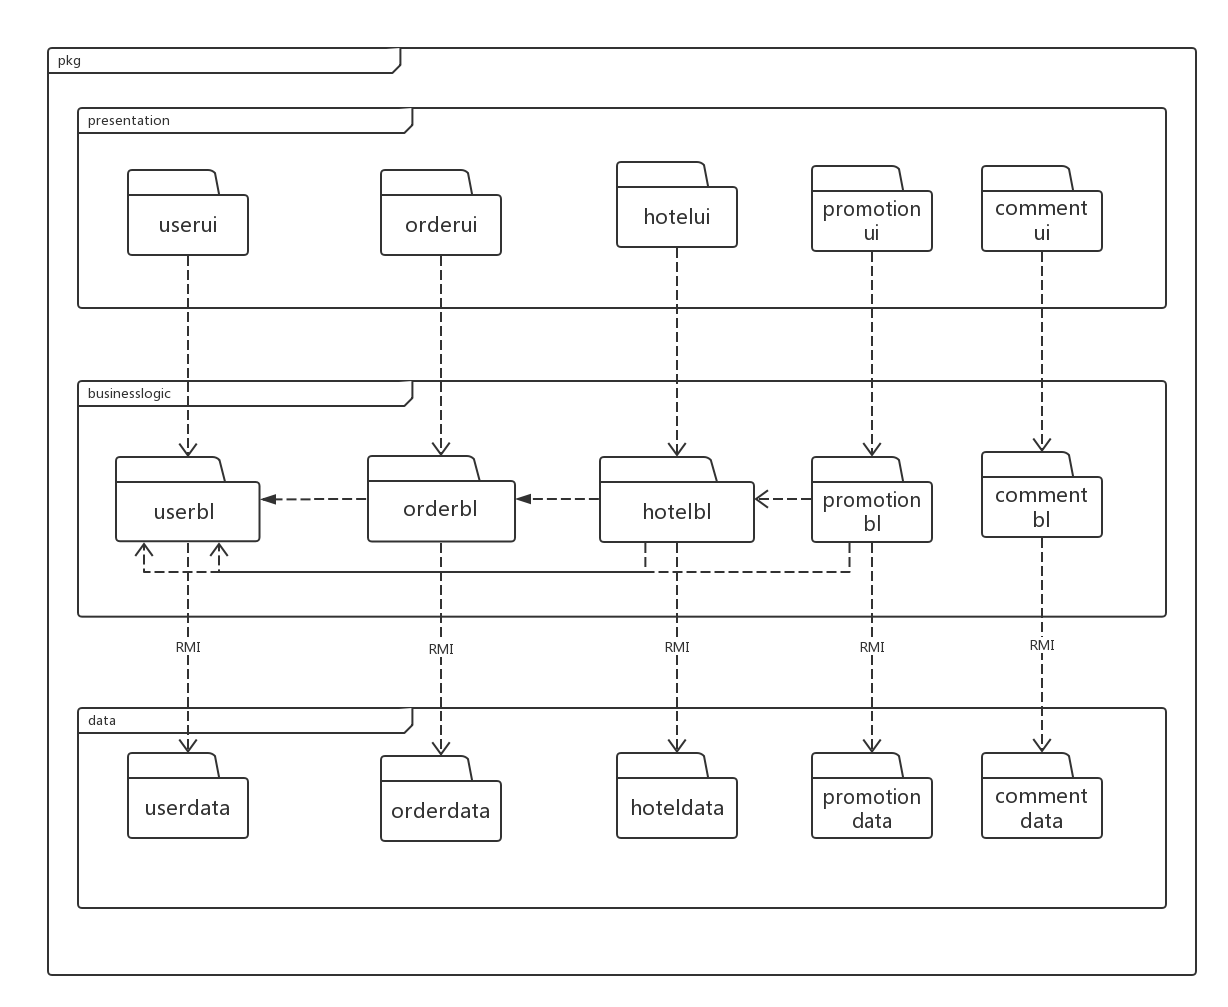 pkg
presentation
userui
orderui
hotelui
promotion
ui
comment
ui
businesslogic
userbl
orderbl
hotelbl
promotion
bl
comment
bl
RMI
RMI
RMI
RMI
RMI
data
userdata
orderdata
hoteldata
promotion
data
comment
data